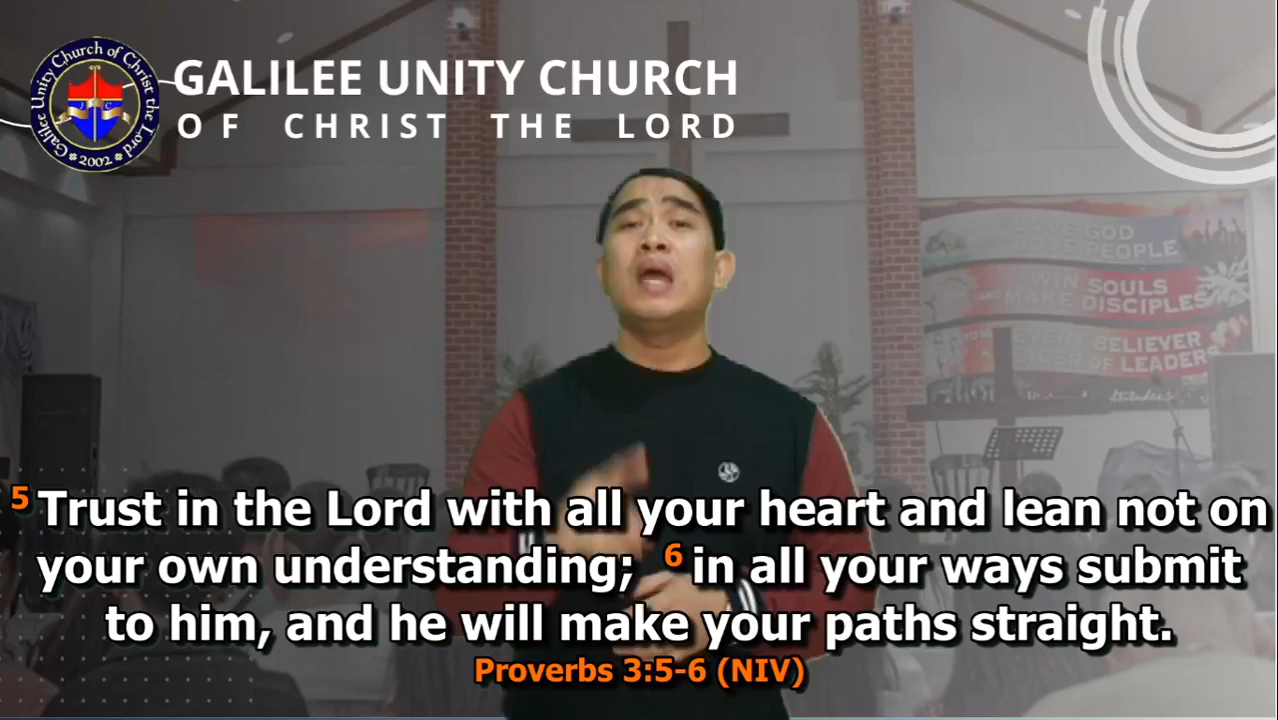 Galilee Unity Church of Christ the Lord
J C
2002
GALILEE UNITY CHURCH
OF CHRIST THE LORD
GOD
PEOPLE
WIN SOULS
AND MAKE DISCIPLES
EVERY BELIEVER
A LEADER OF LEADERS
5 Trust in the Lord with all your heart and lean not on
your own understanding; 6 in all your ways submit
to him, and he will make your paths straight.
Proverbs 3:5-6 (NIV)